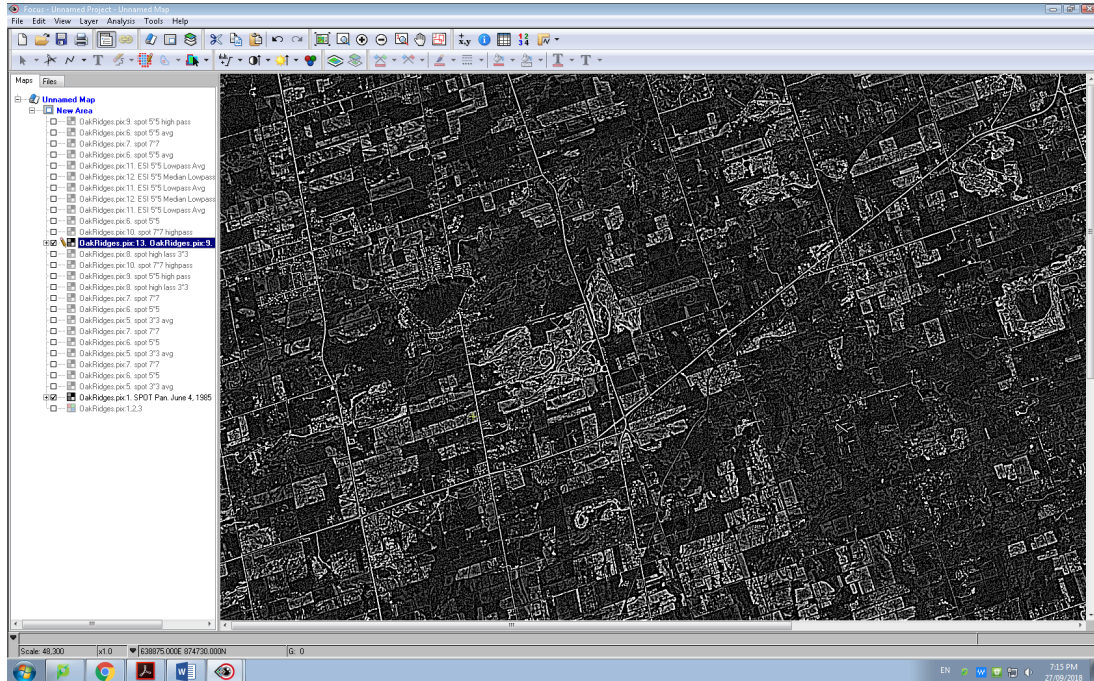 Focus - Unnamed Project - Unnamed Map
File Edit View Layer Analysis Tools Help
Maps Files
Unnamed Map
New Area
OakRidges.pix:9. spot 5"5 high pass
OakRidges.pix:6. spot 5"5 avg
OakRidges.pix:7. spot 7"7
OakRidges.pix:6. spot 5"5 avg
OakRidges.pix:11. ESI 5"5 Lowpass Avg
OakRidges.pix:12. ESI 5"5 Median Lowpass
OakRidges.pix:11. ESI 5"5 Lowpass Avg
OakRidges.pix:12. ESI 5"5 Median Lowpass
OakRidges.pix:11. ESI 5"5 Lowpass Avg
OakRidges.pix:6. spot 5"5
OakRidges.pix:10. spot 7"7 highpass
OakRidges.pix:13. OakRidges.pix:9.
OakRidges.pix:8. spot high lass 3"3
OakRidges.pix:10. spot 7"7 highpass
OakRidges.pix:9. spot 5"5 high pass
OakRidges.pix:8. spot high lass 3"3
OakRidges.pix:7. spot 7"7
OakRidges.pix:6. spot 5"5
OakRidges.pix:5. spot 3"3 avg
OakRidges.pix:7. spot 7"7
OakRidges.pix:6. spot 5"5
OakRidges.pix:5. spot 3"3 avg
OakRidges.pix:7. spot 7"7
OakRidges.pix:6. spot 5"5
OakRidges.pix:5. spot 3"3 avg
OakRidges.pix:1. SPOT Pan. June 4, 1985
OakRidges.pix:1,2,3
Scale: 48,300 x1.0 638875.000E 874730.000N G: 0
EN 7:15 PM
27/09/2018